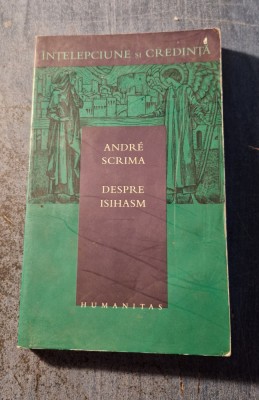 ÎNȚELEPCIUNE ȘI CREDINȚĂ
ANDRÉ
SCRIMA
DESPRE
ISIHASM
HUMANITAS